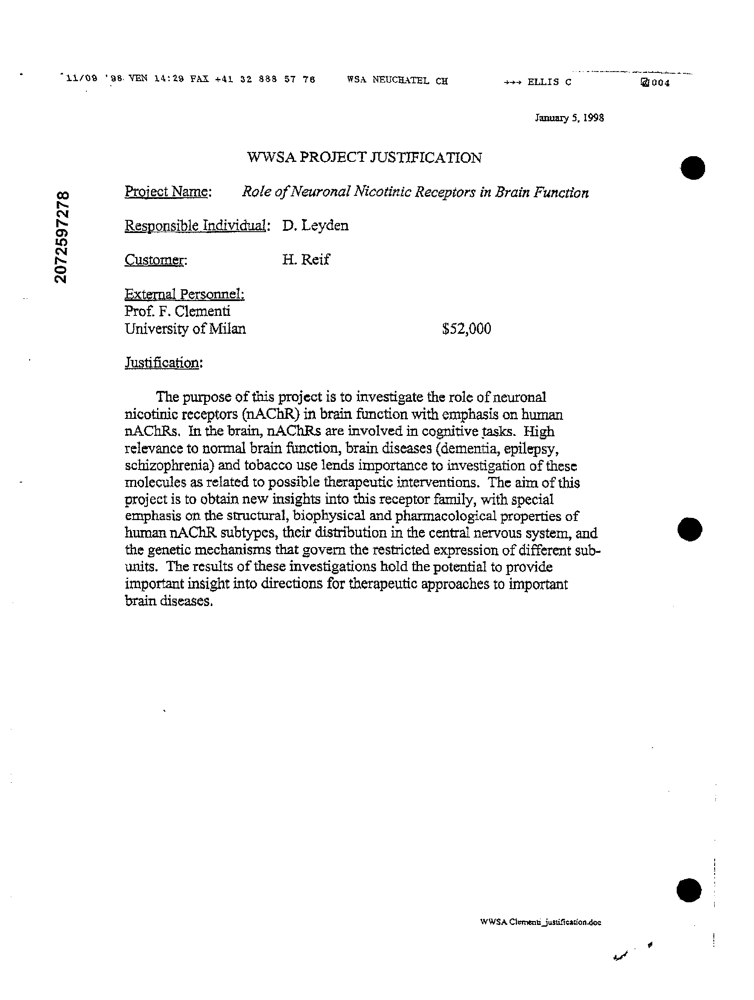 11/09 '98 VEN 14:29 FAX +41 32 888 57 76 WSA NEUCHATEL CH →→→ ELLIS C 004
January 5, 1998
WWSA PROJECT JUSTIFICATION
Project Name: Role of Neuronal Nicotinic Receptors in Brain Function
Responsible Individual: D. Leyden
Customer: H. Reif
External Personnel:
Prof. F. Clementi
University of Milan $52,000
Justification:
The purpose of this project is to investigate the role of neuronal
nicotinic receptors (nAChR) in brain function with emphasis on human
nAChRs. In the brain, nAChRs are involved in cognitive tasks. High
relevance to normal brain function, brain diseases (dementia, epilepsy,
schizophrenia) and tobacco use lends importance to investigation of these
molecules as related to possible therapeutic interventions. The aim of this
project is to obtain new insights into this receptor family, with special
emphasis on the structural, biophysical and pharmacological properties of
human nAChR subtypes, their distribution in the central nervous system, and
the genetic mechanisms that govern the restricted expression of different sub-
units. The results of these investigations hold the potential to provide
important insight into directions for therapeutic approaches to important
brain diseases.
WWSA Clementi_justification.doc
2072597278